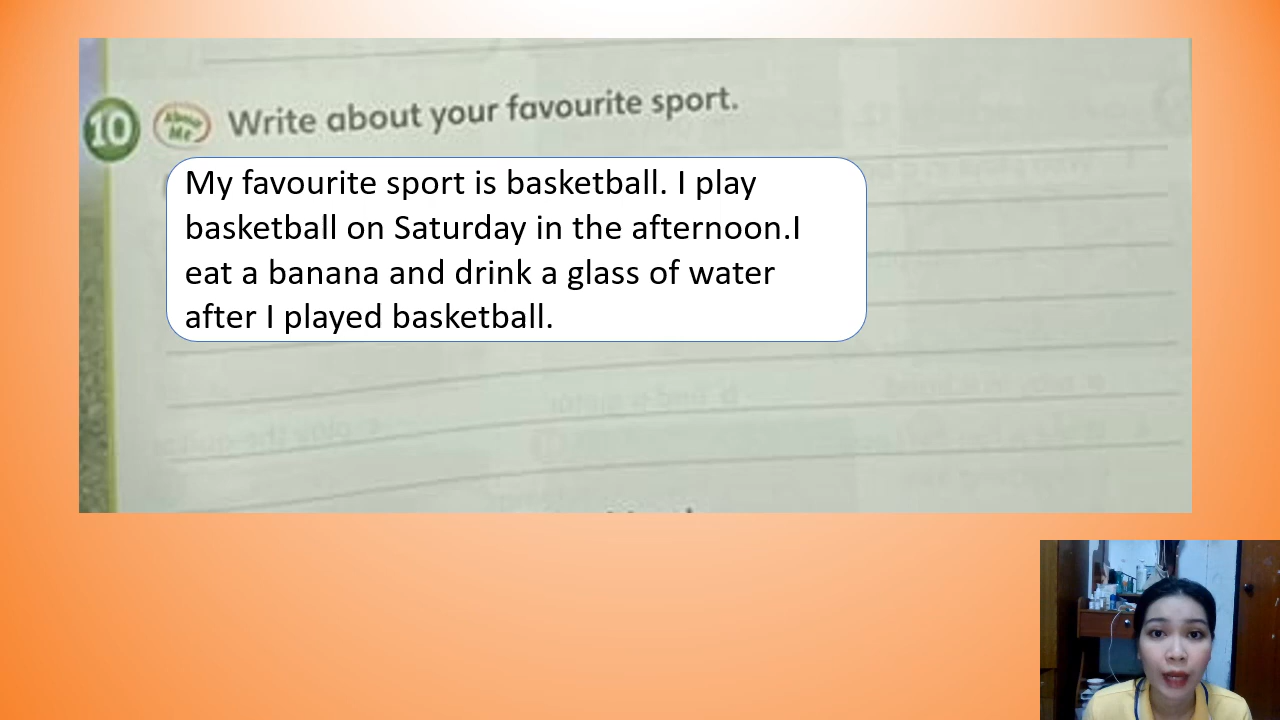 10 About Me Write about your favourite sport.
My favourite sport is basketball. I play
basketball on Saturday in the afternoon.I
eat a banana and drink a glass of water
after I played basketball.